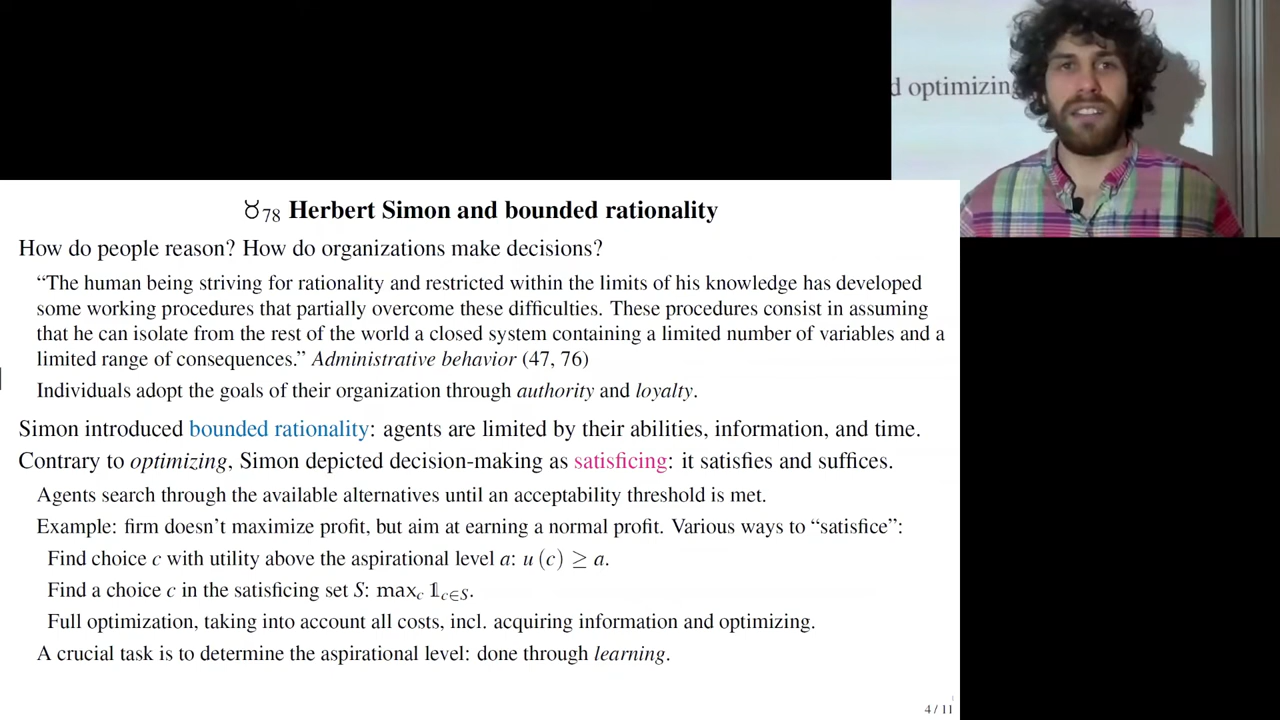 d optimizing
♉78 Herbert Simon and bounded rationality
How do people reason? How do organizations make decisions?
“The human being striving for rationality and restricted within the limits of his knowledge has developed
some working procedures that partially overcome these difficulties. These procedures consist in assuming
that he can isolate from the rest of the world a closed system containing a limited number of variables and a
limited range of consequences.” Administrative behavior (47, 76)
Individuals adopt the goals of their organization through authority and loyalty.
Simon introduced bounded rationality: agents are limited by their abilities, information, and time.
Contrary to optimizing, Simon depicted decision-making as satisficing: it satisfies and suffices.
Agents search through the available alternatives until an acceptability threshold is met.
Example: firm doesn’t maximize profit, but aim at earning a normal profit. Various ways to “satisfice”:
Find choice c with utility above the aspirational level a: u (c) ≥ a.
Find a choice c in the satisficing set S: max_c 𝟙_{c∈S}.
Full optimization, taking into account all costs, incl. acquiring information and optimizing.
A crucial task is to determine the aspirational level: done through learning.
4 / 11